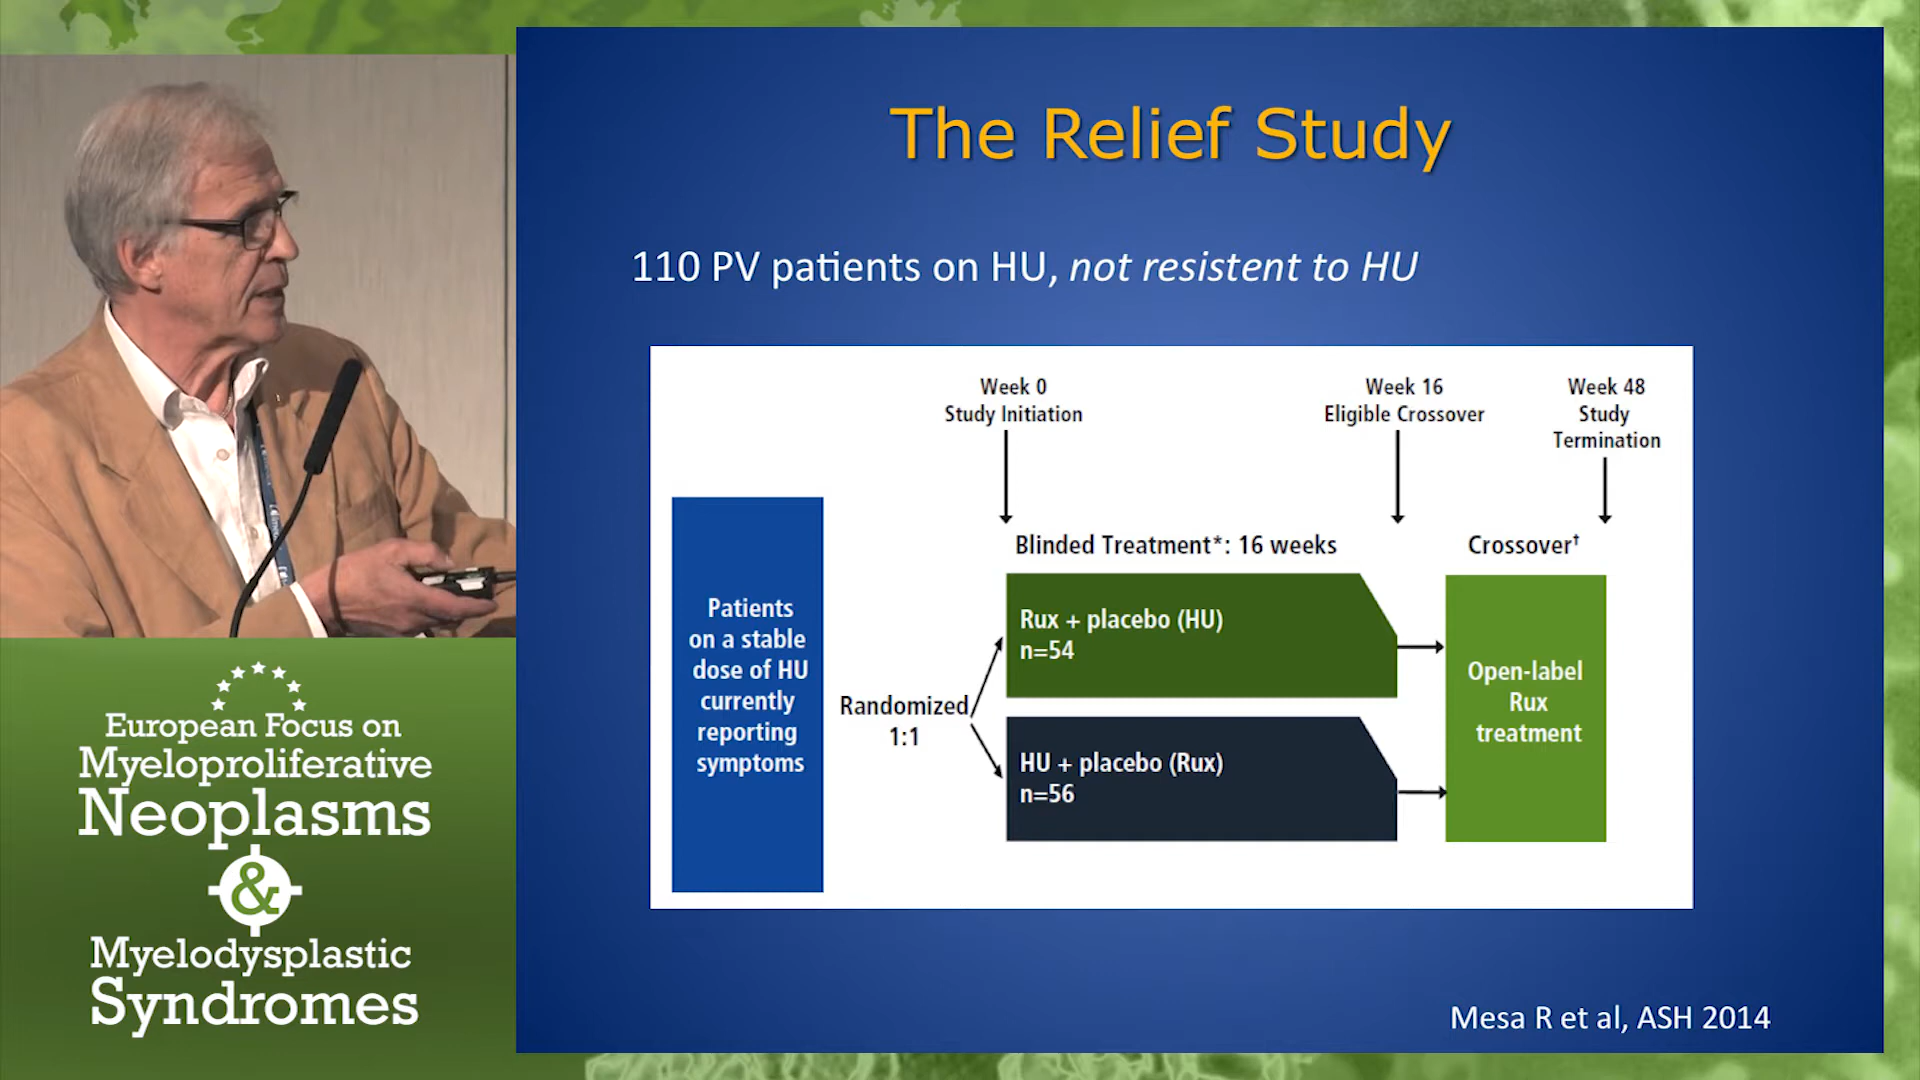 The Relief Study
110 PV patients on HU, not resistent to HU
Week 0
Study Initiation
Week 16
Eligible Crossover
Week 48
Study
Termination
Blinded Treatment*: 16 weeks
Crossover†
Patients
on a stable
dose of HU
currently
reporting
symptoms
Randomized
1:1
Rux + placebo (HU)
n=54
HU + placebo (Rux)
n=56
Open-label
Rux
treatment
Mesa R et al, ASH 2014
European Focus on
Myeloproliferative
Neoplasms
&
Myelodysplastic
Syndromes